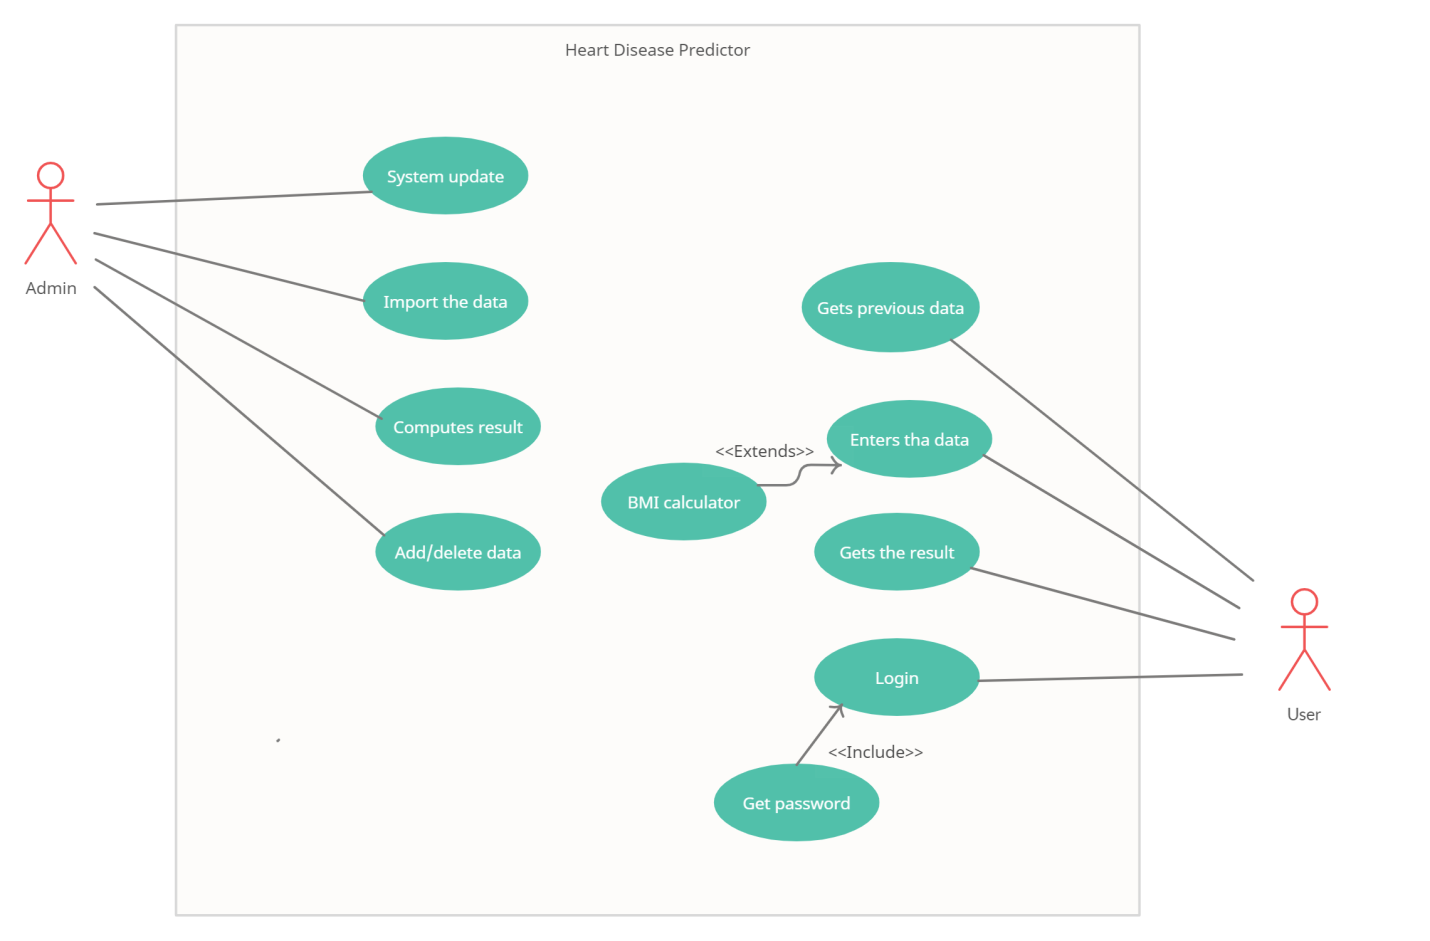 Heart Disease Predictor
System update
Admin
Import the data
Gets previous data
Computes result
Enters tha data
<<Extends>>
BMI calculator
Add/delete data
Gets the result
Login
User
<<Include>>
Get password